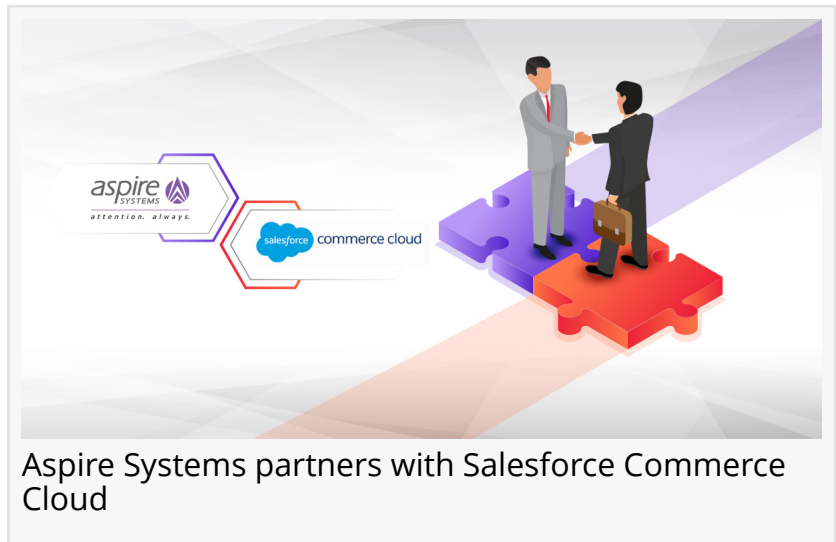 aspire
SYSTEMS
attention. always.
salesforce commerce cloud
Aspire Systems partners with Salesforce Commerce
Cloud